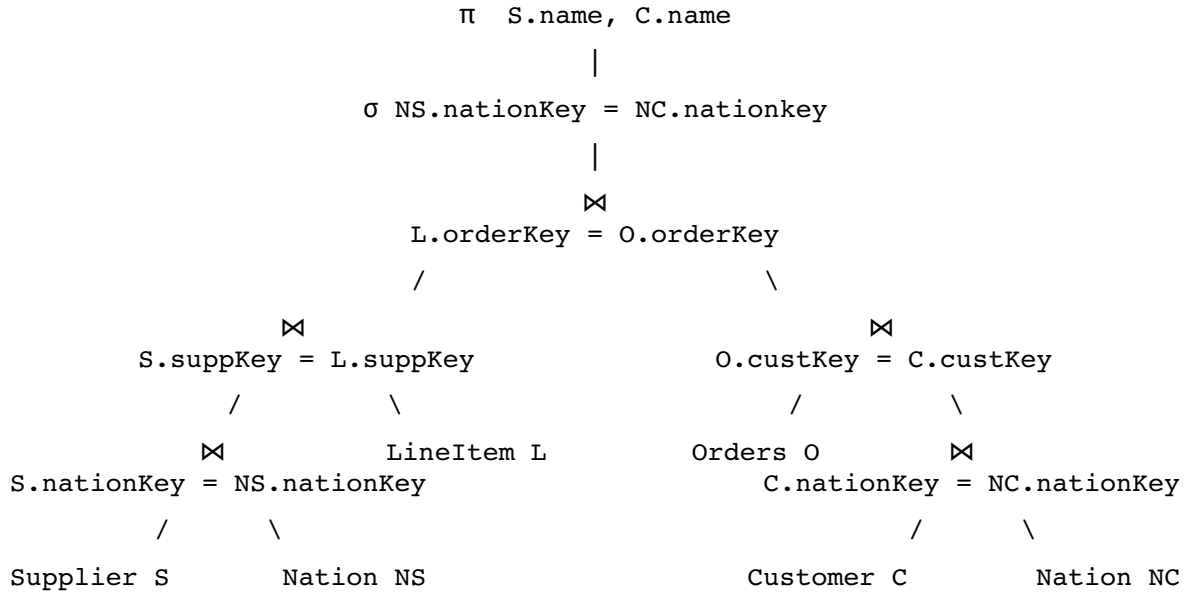 π S.name, C.name
|
σ NS.nationKey = NC.nationkey
|
⋈
L.orderKey = O.orderKey
/ \
⋈ ⋈
S.suppKey = L.suppKey O.custKey = C.custKey
/ \ / \
⋈ LineItem L Orders O ⋈
S.nationKey = NS.nationKey C.nationKey = NC.nationKey
/ \ / \
Supplier S Nation NS Customer C Nation NC